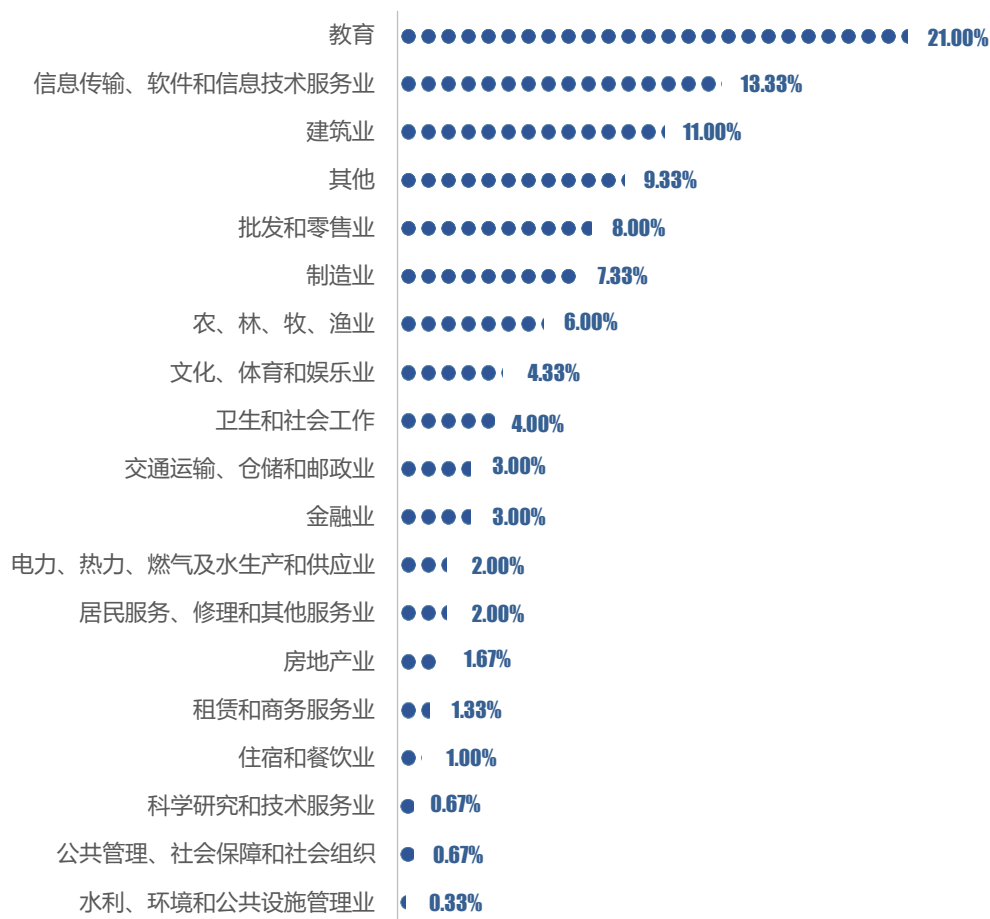 教育 21.00%
信息传输、软件和信息技术服务业 13.33%
建筑业 11.00%
其他 9.33%
批发和零售业 8.00%
制造业 7.33%
农、林、牧、渔业 6.00%
文化、体育和娱乐业 4.33%
卫生和社会工作 4.00%
交通运输、仓储和邮政业 3.00%
金融业 3.00%
电力、热力、燃气及水生产和供应业 2.00%
居民服务、修理和其他服务业 2.00%
房地产业 1.67%
租赁和商务服务业 1.33%
住宿和餐饮业 1.00%
科学研究和技术服务业 0.67%
公共管理、社会保障和社会组织 0.67%
水利、环境和公共设施管理业 0.33%